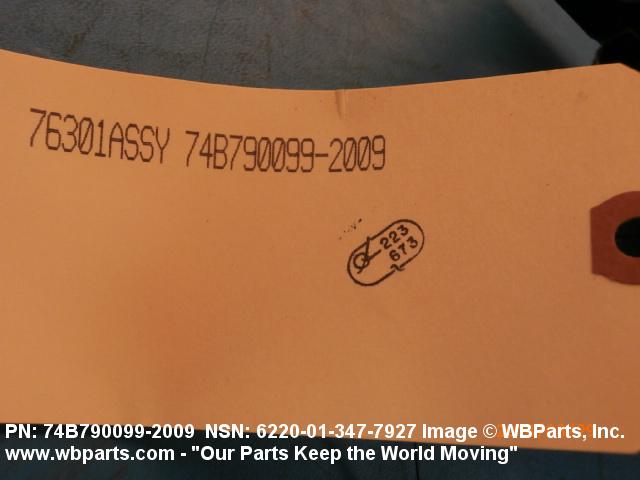 76301ASSY 74B790099-2009
223
673
PN: 74B790099-2009 NSN: 6220-01-347-7927 Image © WBParts, Inc.
www.wbparts.com - "Our Parts Keep the World Moving"